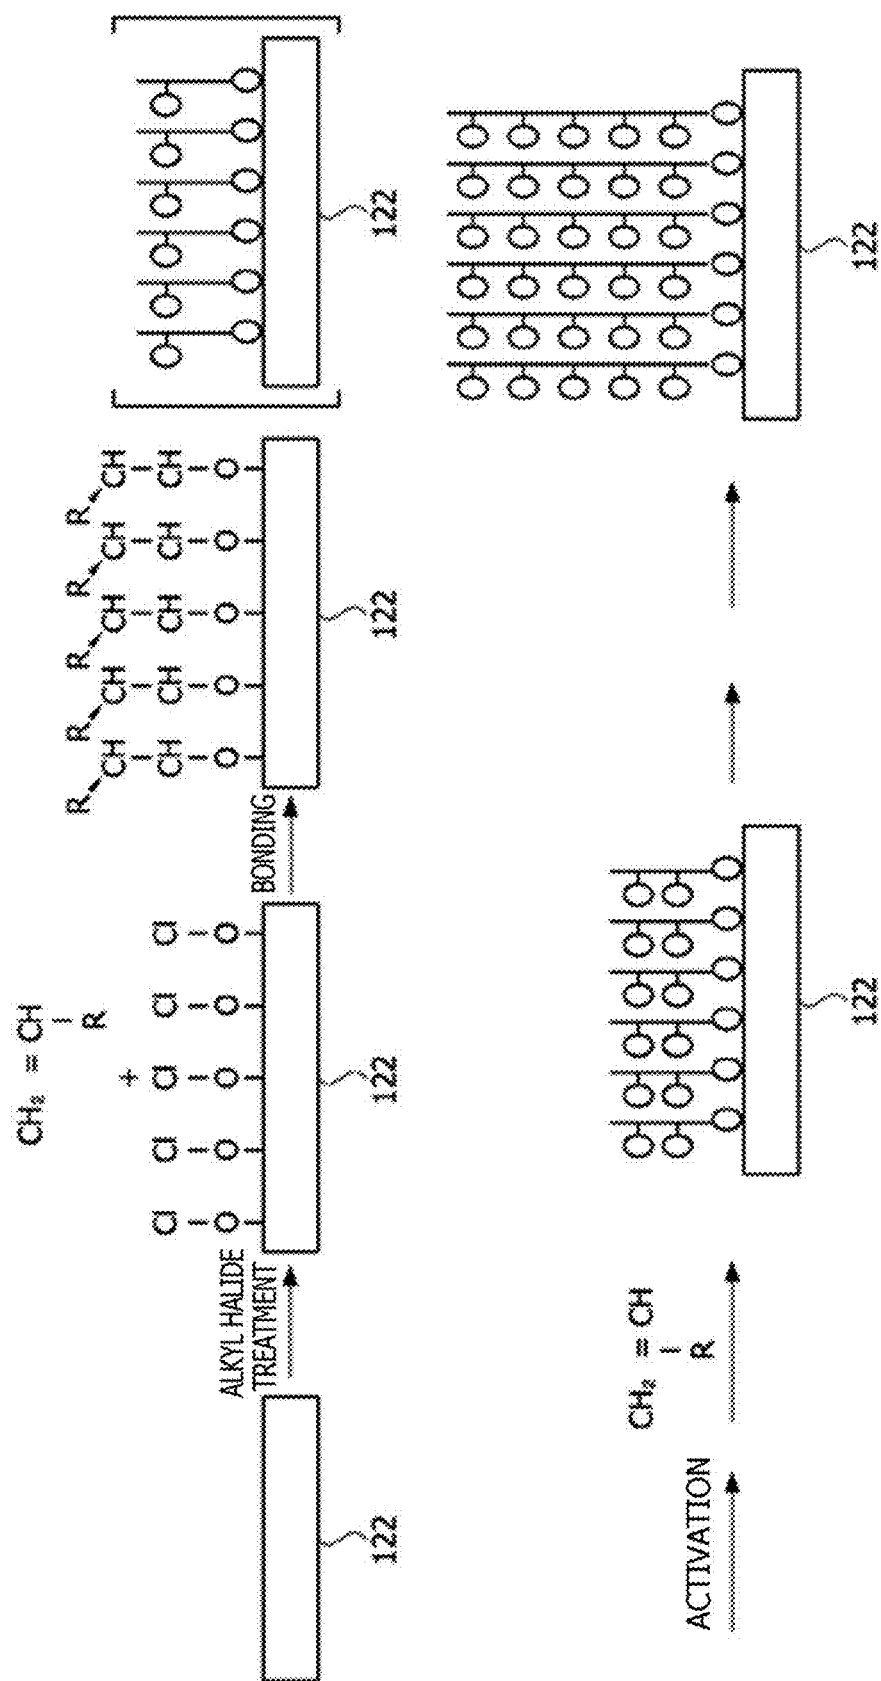 122
ALKYL HALIDE
TREATMENT
CH₂ = CH
R
+
Cl Cl Cl Cl Cl
O O O O O
122
BONDING
R R R R R
CH CH CH CH CH
CH CH CH CH CH
O O O O O
122
122
ACTIVATION
CH₂ = CH
R
122
122